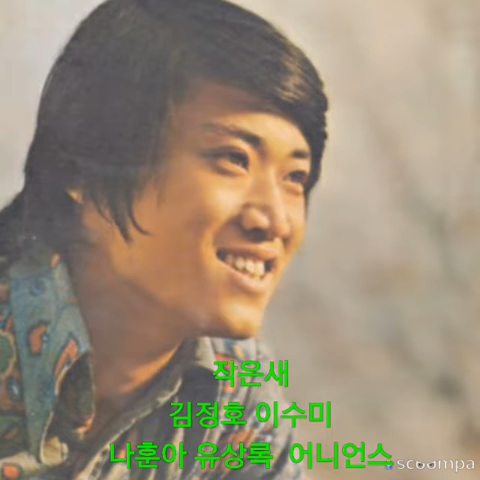 작은새
김정호 이수미
나훈아 유상록 어니언스